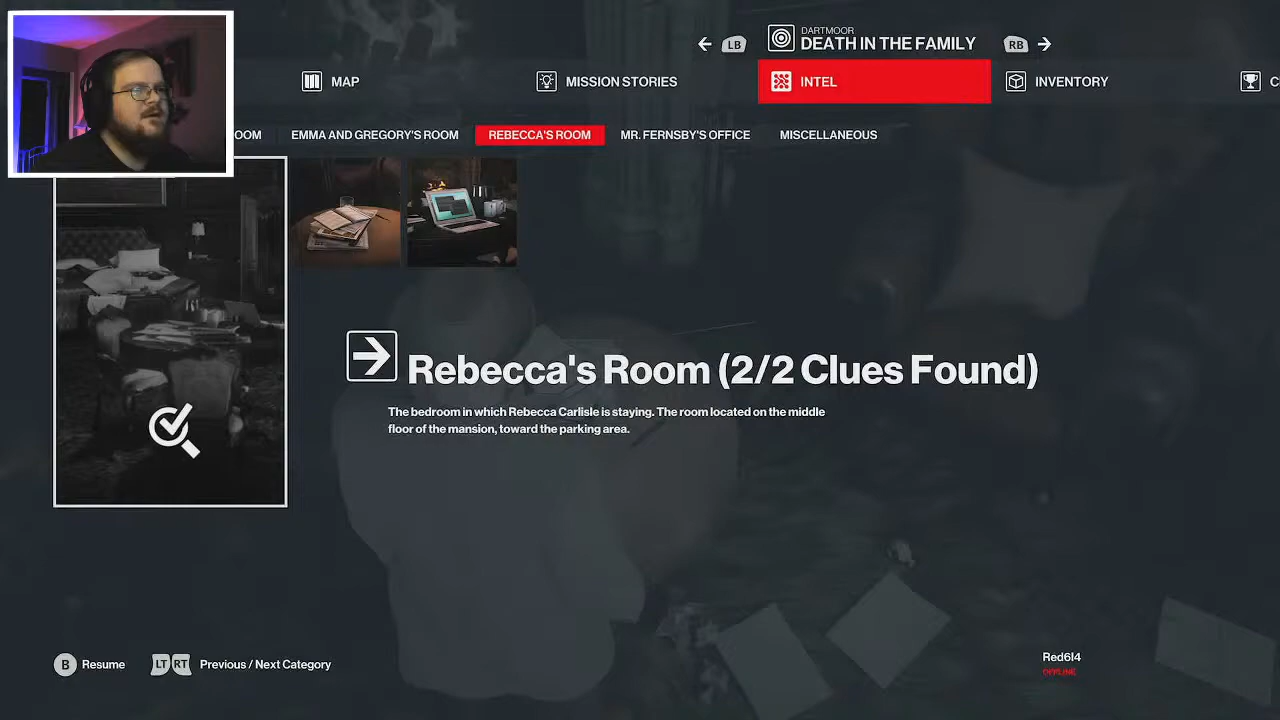 LB
DARTMOOR
DEATH IN THE FAMILY
RB
MAP
MISSION STORIES
INTEL
INVENTORY
C
OOM
EMMA AND GREGORY'S ROOM
REBECCA'S ROOM
MR. FERNSBY'S OFFICE
MISCELLANEOUS
Rebecca's Room (2/2 Clues Found)
The bedroom in which Rebecca Carlisle is staying. The room located on the middle
floor of the mansion, toward the parking area.
B Resume
LT RT Previous / Next Category
Red6l4
OFFLINE